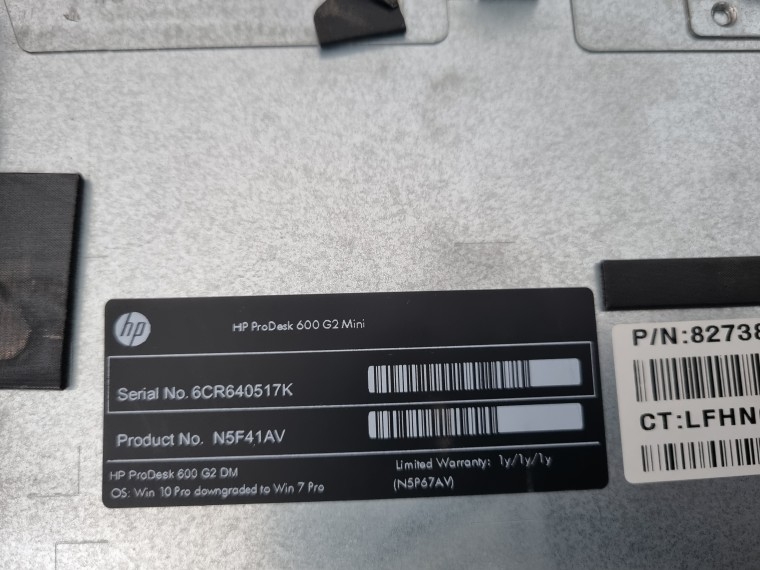 hp
HP ProDesk 600 G2 Mini
Serial No. 6CR640517K
Product No. N5F41AV
HP ProDesk 600 G2 DM
OS: Win 10 Pro downgraded to Win 7 Pro
Limited Warranty: 1y/1y/1y
(N5P67AV)
P/N:82738
CT:LFHN